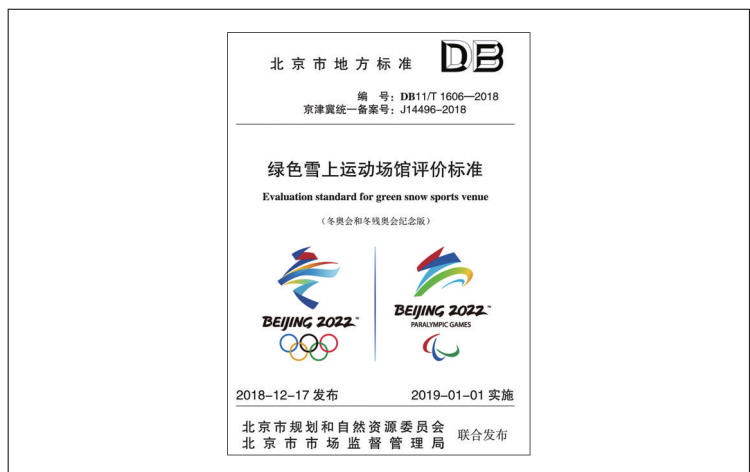 北京市地方标准
DB
编 号：DB11/T 1606—2018
京津冀统一备案号：J14496-2018
绿色雪上运动场馆评价标准
Evaluation standard for green snow sports venue
（冬奥会和冬残奥会纪念版）
BEIJING 2022™
BEIJING 2022™
PARALYMPIC GAMES
2018-12-17 发布
2019-01-01 实施
北京市规划和自然资源委员会
北京市市场监督管理局
联合发布